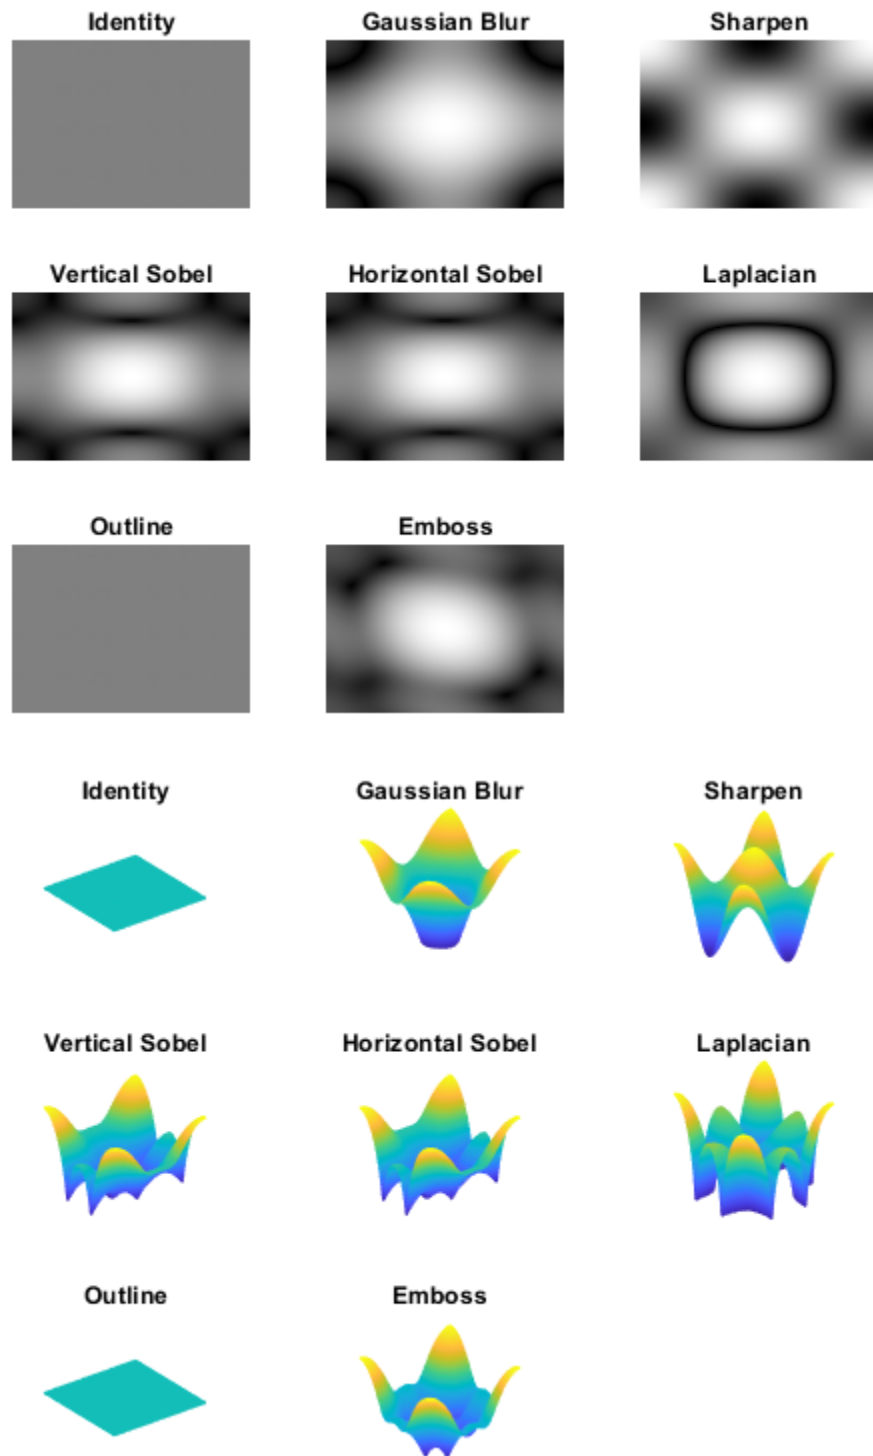 Identity
Gaussian Blur
Sharpen
Vertical Sobel
Horizontal Sobel
Laplacian
Outline
Emboss
Identity
Gaussian Blur
Sharpen
Vertical Sobel
Horizontal Sobel
Laplacian
Outline
Emboss